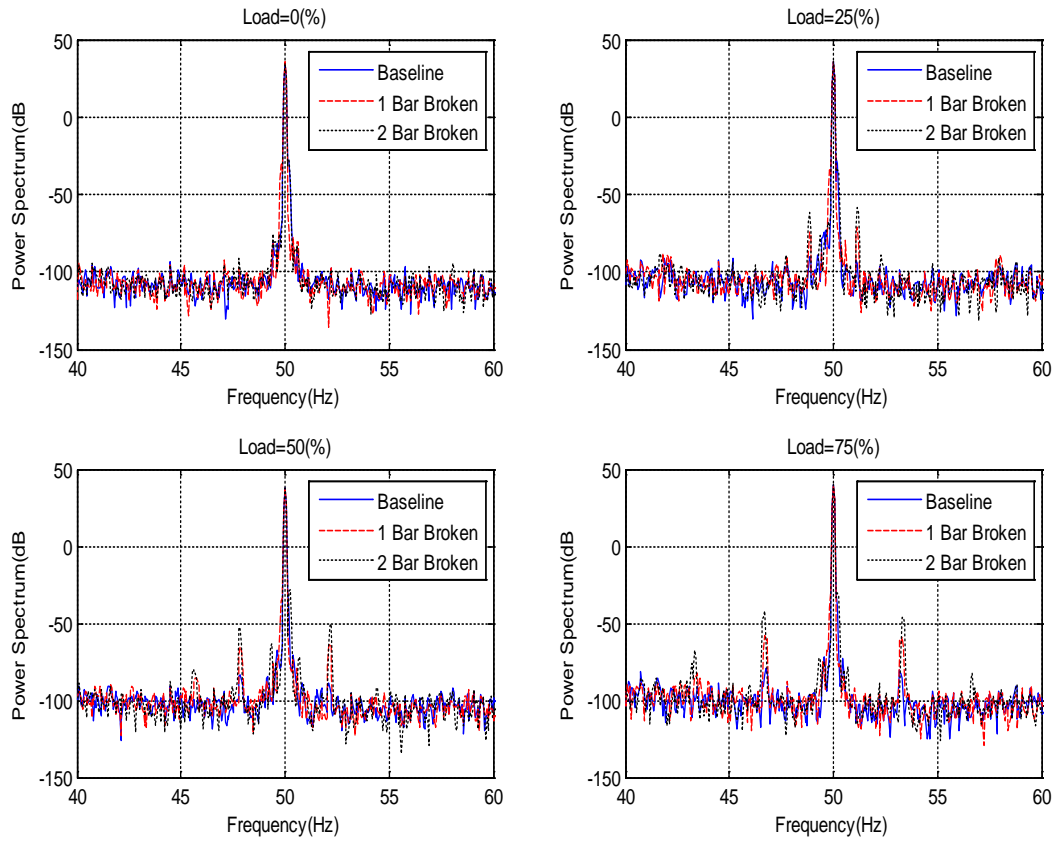 Load=0(%)
Power Spectrum(dB
50
0
-50
-100
-150
40
45
50
55
60
Frequency(Hz)
Baseline
1 Bar Broken
2 Bar Broken
Load=25(%)
Power Spectrum(dB
50
0
-50
-100
-150
40
45
50
55
60
Frequency(Hz)
Baseline
1 Bar Broken
2 Bar Broken
Load=50(%)
Power Spectrum(dB
50
0
-50
-100
-150
40
45
50
55
60
Frequency(Hz)
Baseline
1 Bar Broken
2 Bar Broken
Load=75(%)
Power Spectrum(dB
50
0
-50
-100
-150
40
45
50
55
60
Frequency(Hz)
Baseline
1 Bar Broken
2 Bar Broken